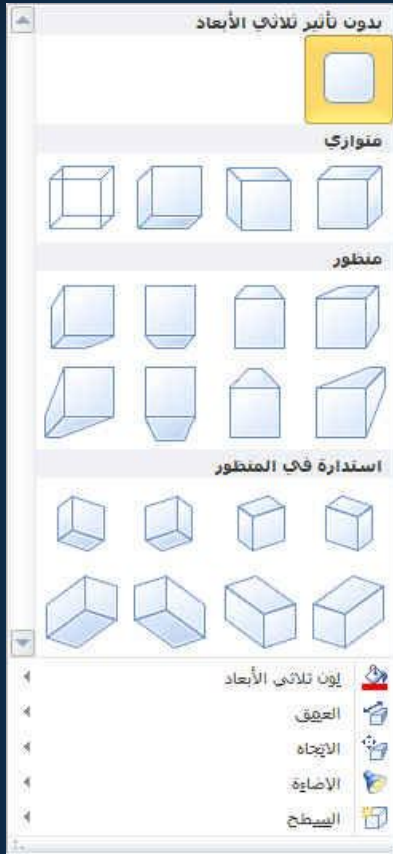 بدون تأثير ثلاثي الأبعاد
متوازي
منظور
استدارة في المنظور
لون ثلاثي الأبعاد
العمق
الاتجاه
الإضاءة
السطح